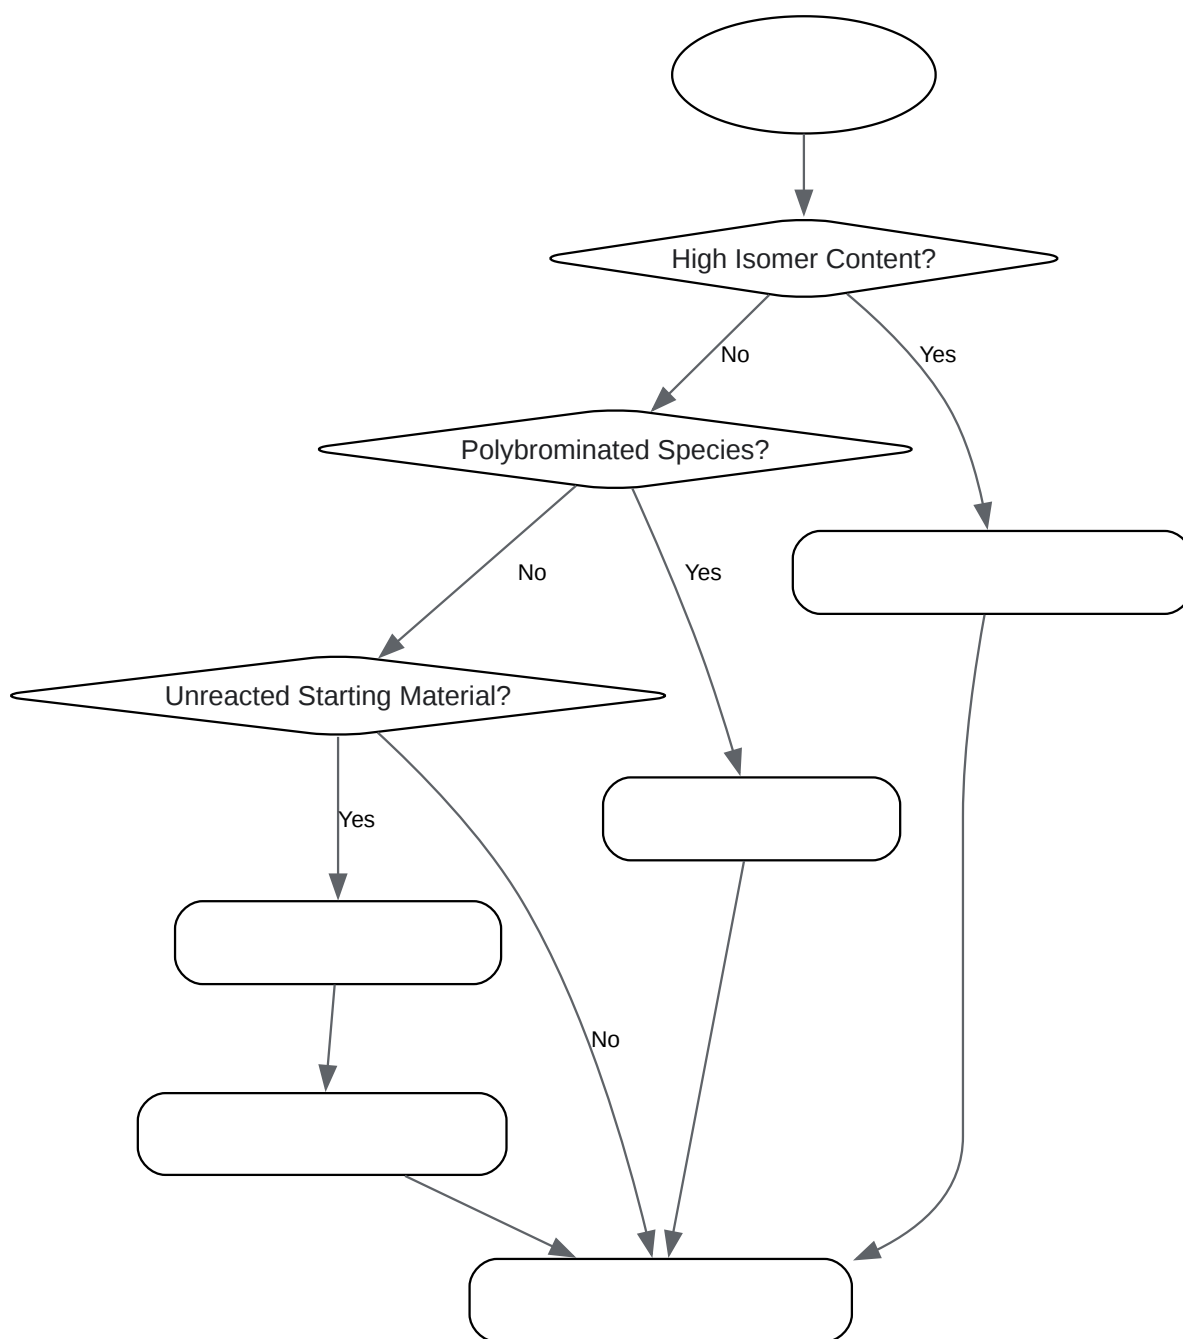 High Isomer Content?
No
Yes
Polybrominated Species?
No
Yes
Unreacted Starting Material?
Yes
No